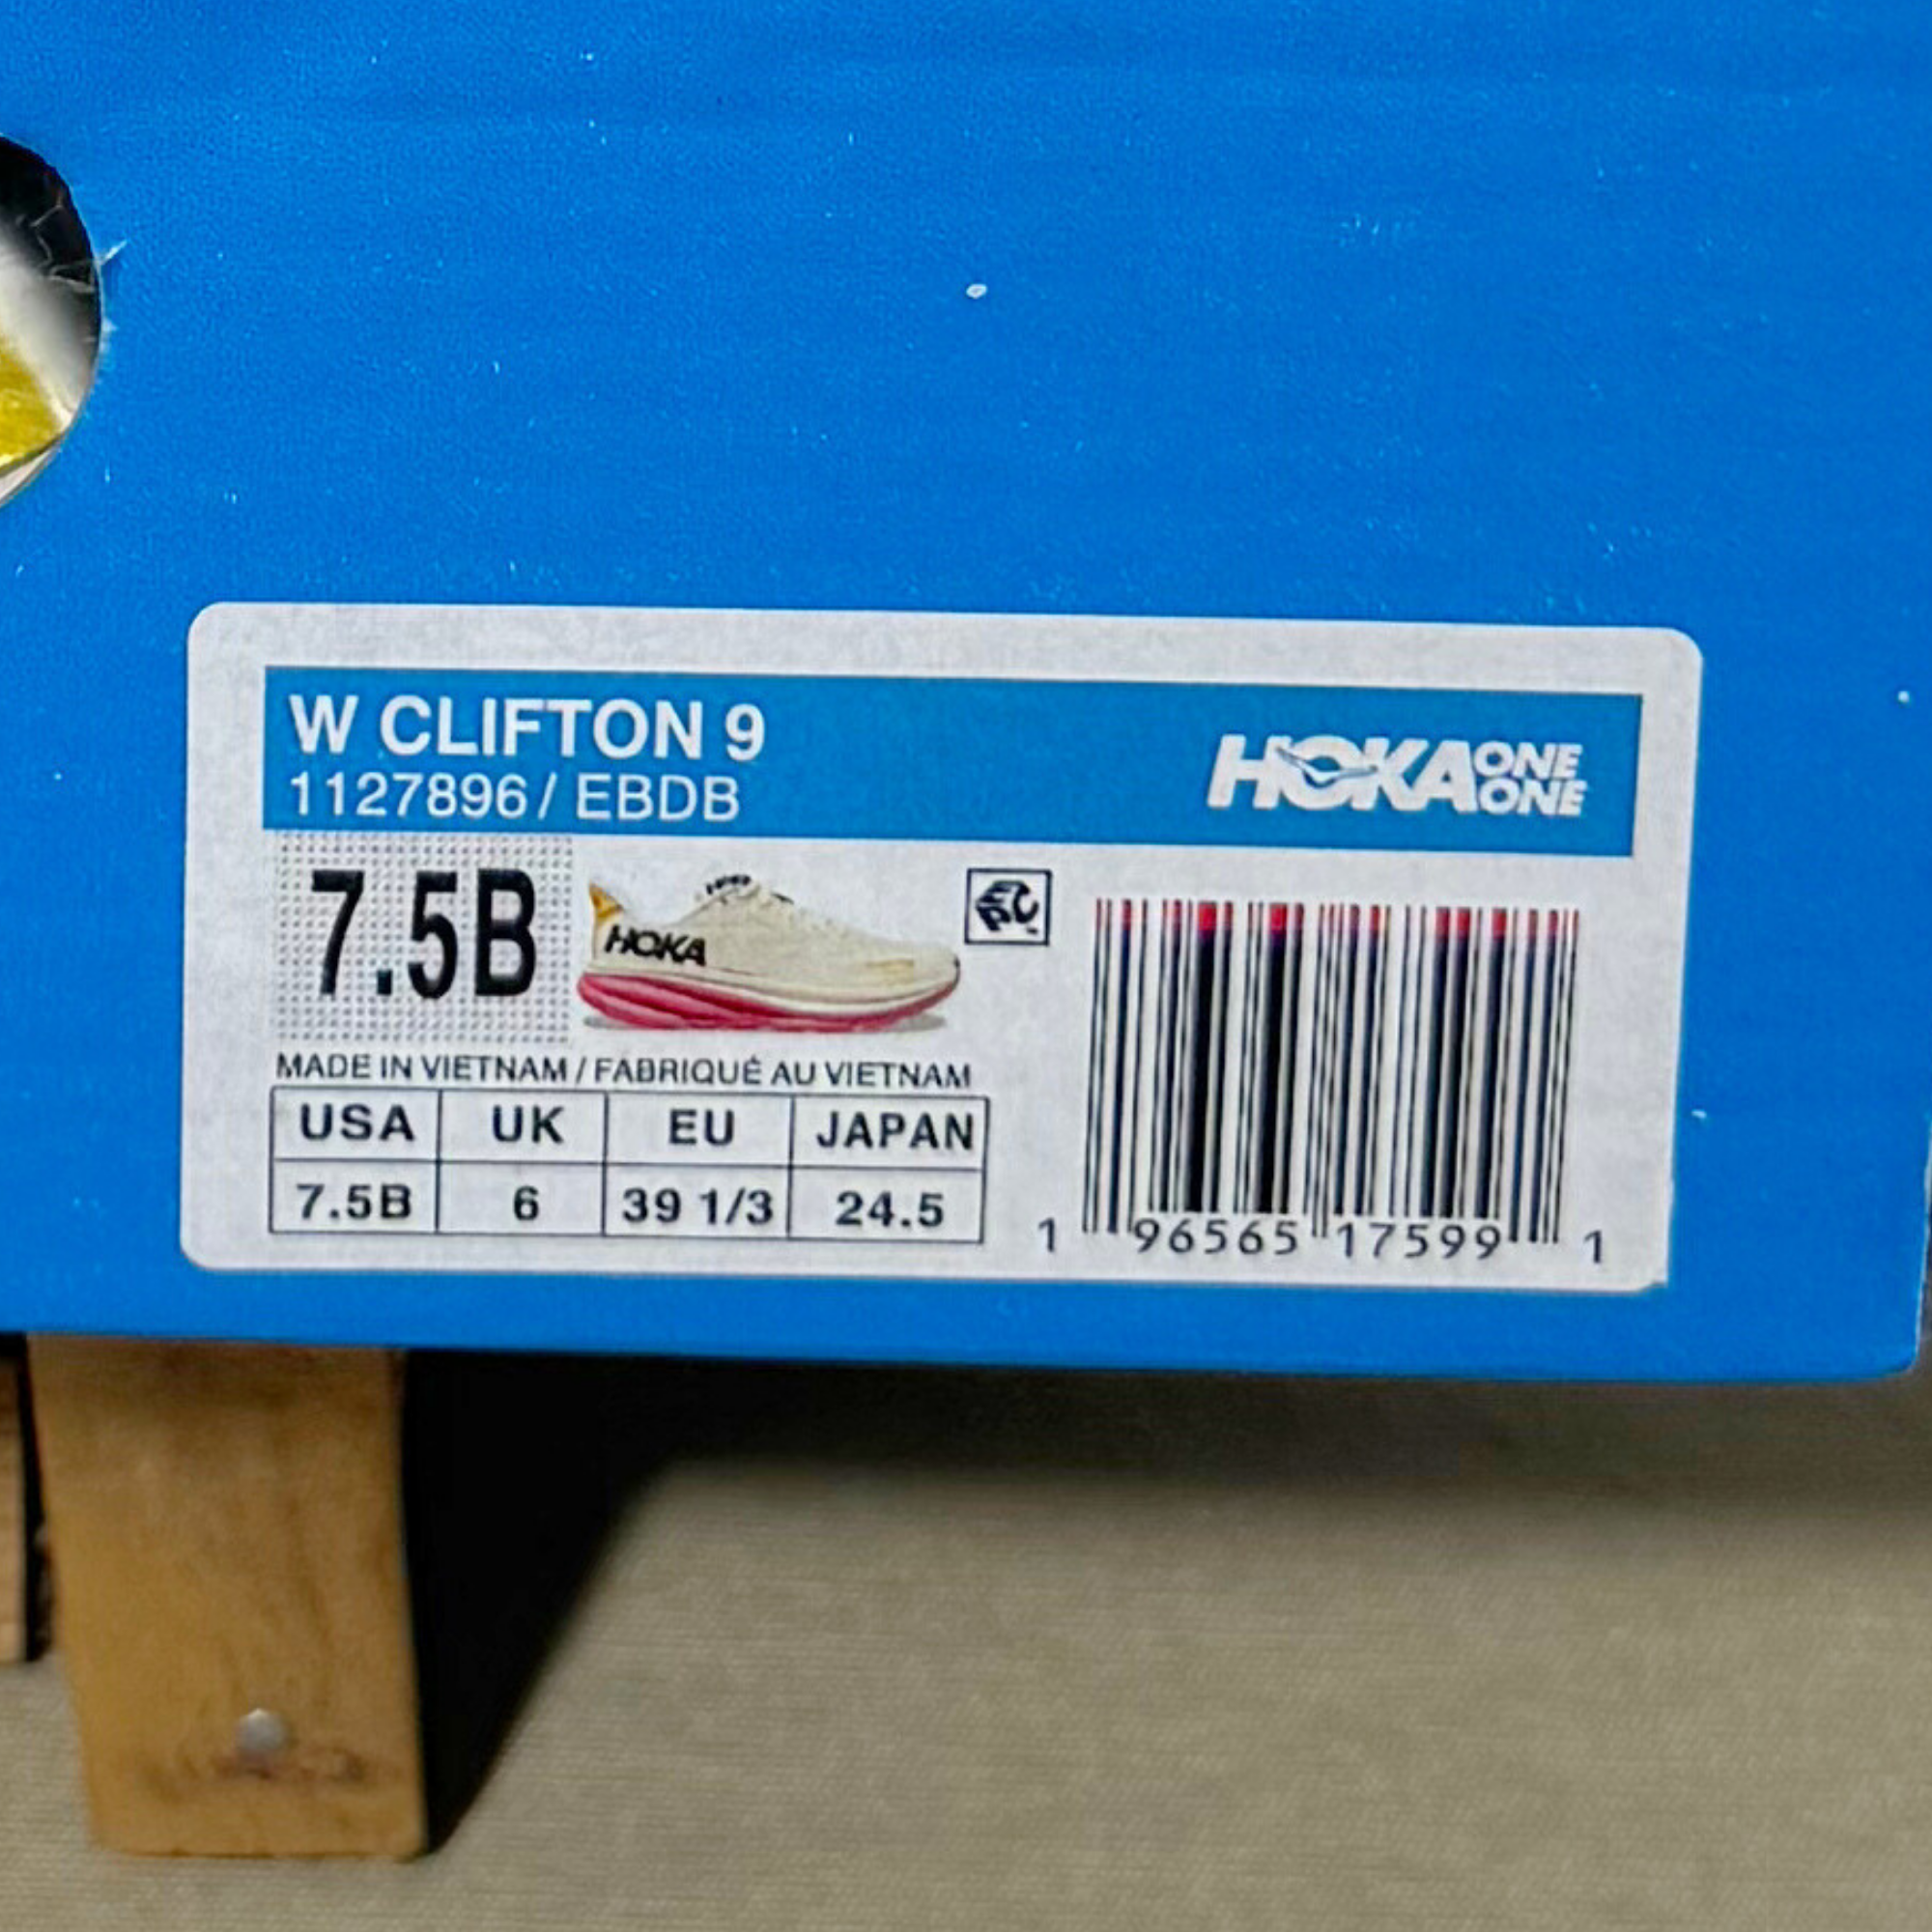 W CLIFTON 9
1127896 / EBDB
HOKA ONE ONE
7.5B
HOKA
MADE IN VIETNAM / FABRIQUÉ AU VIETNAM
USA UK EU JAPAN
7.5B 6 39 1/3 24.5
1 96565 17599 1